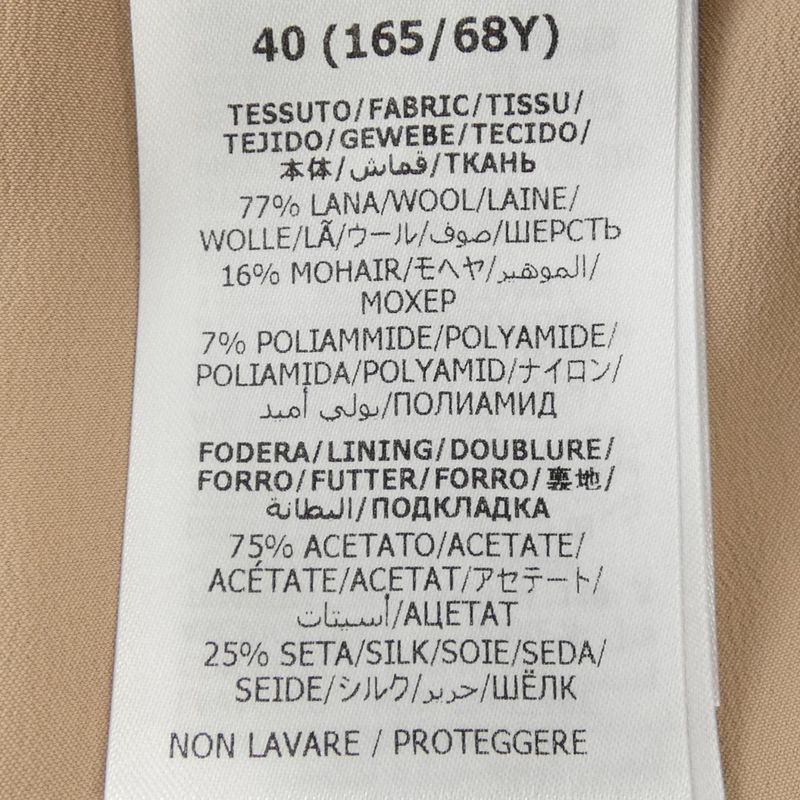 40 (165/68Y)
TESSUTO/FABRIC/TISSU/
TEJIDO/GEWEBE/TECIDO/
本体/قماش/ТКАНЬ
77% LANA/WOOL/LAINE/
WOLLE/LÃ/ウール/صوف/ШЕРСТЬ
16% MOHAIR/モヘヤ/الموهير/
МОХЕР
7% POLIAMMIDE/POLYAMIDE/
POLIAMIDA/POLYAMID/ナイロン/
بولي أميد/ПОЛИАМИД
FODERA/LINING/DOUBLURE/
FORRO/FUTTER/FORRO/裏地/
البطانة/ПОДКЛАДКА
75% ACETATO/ACETATE/
ACÉTATE/ACETAT/アセテート/
أسيتات/АЦЕТАТ
25% SETA/SILK/SOIE/SEDA/
SEIDE/シルク/حرير/ШЁЛК
NON LAVARE / PROTEGGERE